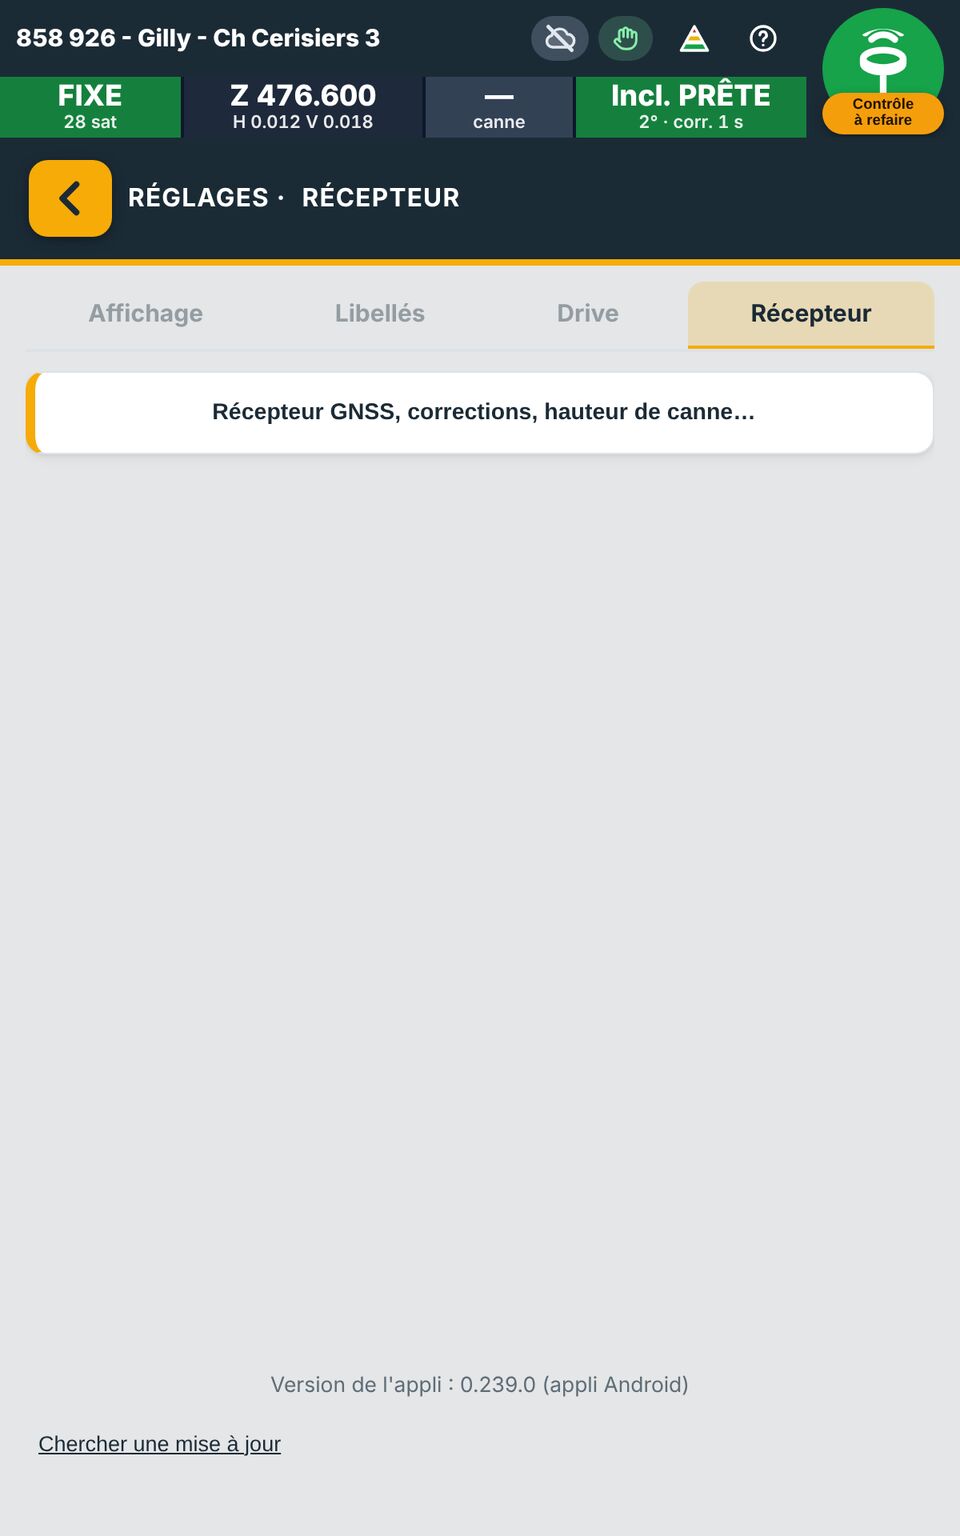 858 926 - Gilly - Ch Cerisiers 3
FIXE
28 sat
Z 476.600
H 0.012 V 0.018
—
canne
Incl. PRÊTE
2° · corr. 1 s
Contrôle
à refaire
RÉGLAGES · RÉCEPTEUR
Affichage Libellés Drive Récepteur
Récepteur GNSS, corrections, hauteur de canne...
Version de l'appli : 0.239.0 (appli Android)
Chercher une mise à jour